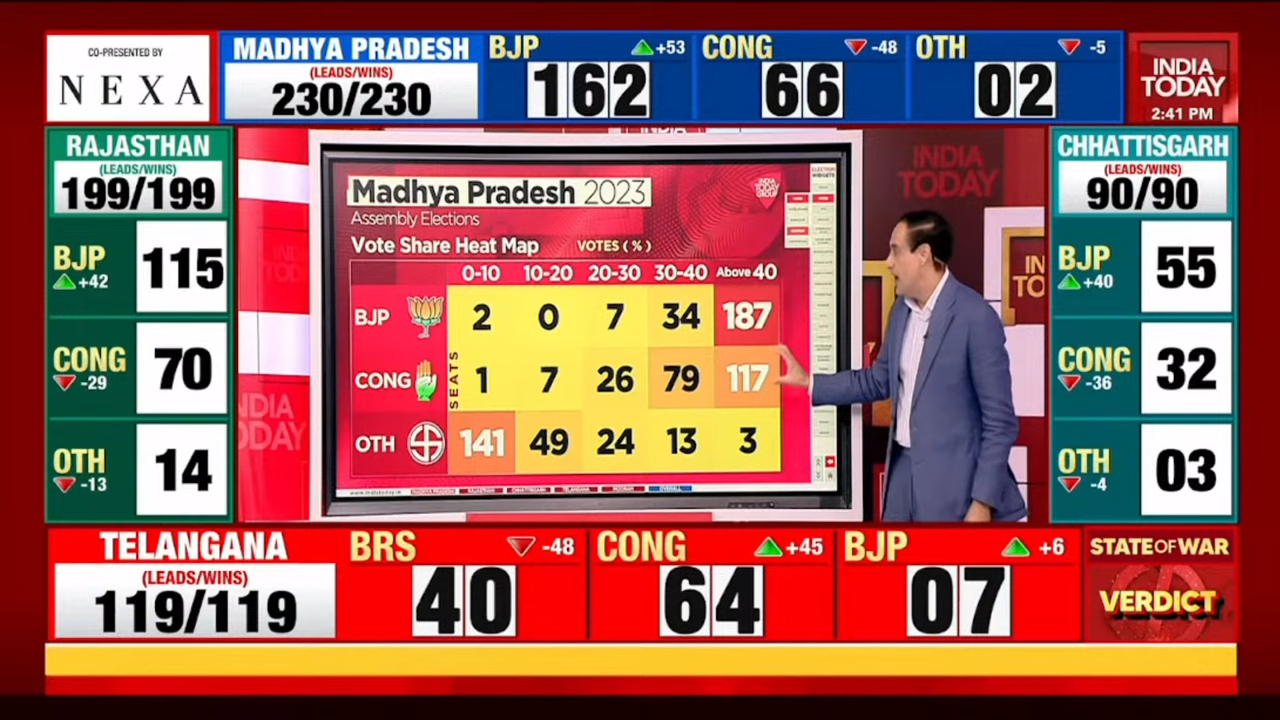 CO-PRESENTED BY
NEXA
MADHYA PRADESH
(LEADS/WINS)
230/230
BJP +53
162
CONG -48
66
OTH -5
02
INDIA
TODAY
2:41 PM
RAJASTHAN
(LEADS/WINS)
199/199
BJP
+42
115
CONG
-29
70
OTH
-13
14
Madhya Pradesh 2023
Assembly Elections
Vote Share Heat Map VOTES (%)
0-10 10-20 20-30 30-40 Above 40
BJP 2 0 7 34 187
SEATS
CONG 1 7 26 79 117
OTH 141 49 24 13 3
INDIA
TODAY
GROUP
INDIA
TODAY
CHHATTISGARH
(LEADS/WINS)
90/90
BJP
+40
55
CONG
-36
32
OTH
-4
03
TELANGANA
(LEADS/WINS)
119/119
BRS -48
40
CONG +45
64
BJP +6
07
STATE OF WAR
VERDICT